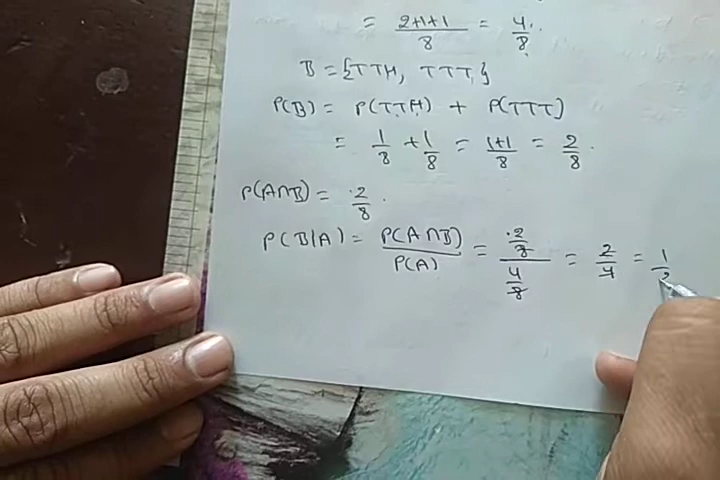 = 2+1+1/8 = 4/8.
B = {TTH, TTT}
P(B) = P(TTH) + P(TTT)
= 1/8 + 1/8 = 1+1/8 = 2/8.
P(A∩B) = 2/8.
P(B|A) = P(A∩B)/P(A) = 2/8/4/8 = 2/4 = 1/2